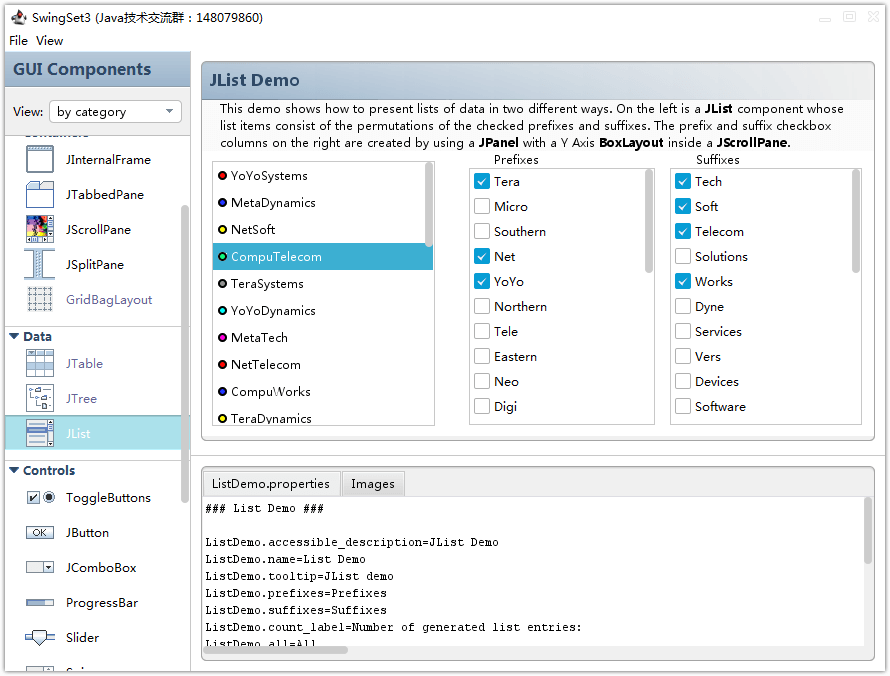 SwingSet3 (Java技术交流群：148079860)
File View
GUI Components
View: by category
Containers
JInternalFrame
JTabbedPane
JScrollPane
JSplitPane
GridBagLayout
Data
JTable
JTree
JList
Controls
ToggleButtons
OK JButton
JComboBox
ProgressBar
Slider
JList Demo
This demo shows how to present lists of data in two different ways. On the left is a JList component whose
list items consist of the permutations of the checked prefixes and suffixes. The prefix and suffix checkbox
columns on the right are created by using a JPanel with a Y Axis BoxLayout inside a JScrollPane.
YoYoSystems
MetaDynamics
NetSoft
CompuTelecom
TeraSystems
YoYoDynamics
MetaTech
NetTelecom
CompuWorks
TeraDynamics
Prefixes
Tera
Micro
Southern
Net
YoYo
Northern
Tele
Eastern
Neo
Digi
Suffixes
Tech
Soft
Telecom
Solutions
Works
Dyne
Services
Vers
Devices
Software
ListDemo.properties Images
### List Demo ###
ListDemo.accessible_description=JList Demo
ListDemo.name=List Demo
ListDemo.tooltip=JList demo
ListDemo.prefixes=Prefixes
ListDemo.suffixes=Suffixes
ListDemo.count_label=Number of generated list entries:
ListDemo.all=All